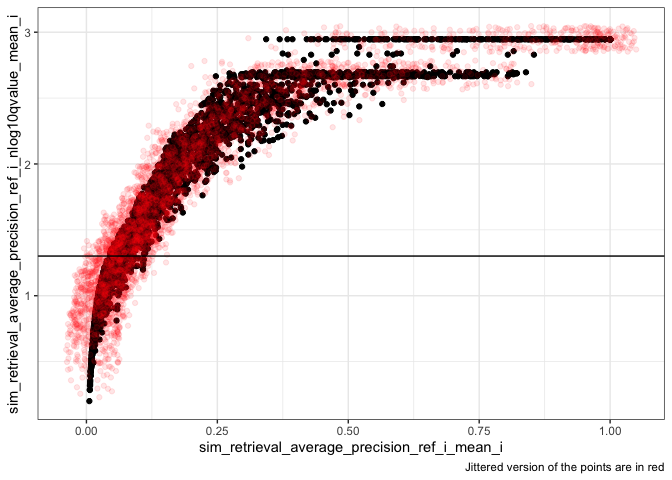 sim_retrieval_average_precision_ref_i_nlog10qvalue_mean_i
3
2
1
0.00 0.25 0.50 0.75 1.00
sim_retrieval_average_precision_ref_i_mean_i
Jittered version of the points are in red